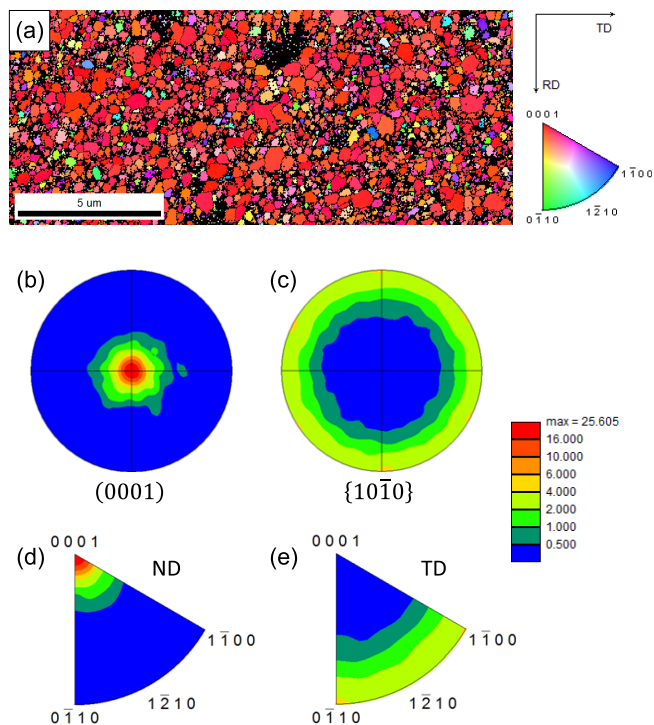 (a)
TD
RD
0 0 0 1
1 1̅ 0 0
1 2̅ 1 0
0 1̅ 1 0
5 um
(b)
(c)
(0001)
{101̅0}
max = 25.605
16.000
10.000
6.000
4.000
2.000
1.000
0.500
(d)
0 0 0 1
ND
1 1̅ 0 0
1 2̅ 1 0
0 1̅ 1 0
(e)
0 0 0 1
TD
1 1̅ 0 0
1 2̅ 1 0
0 1̅ 1 0